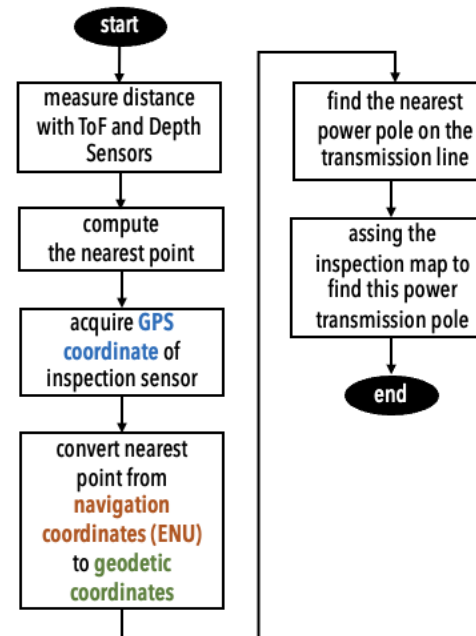 start
measure distance
with ToF and Depth
Sensors
compute
the nearest point
acquire GPS
coordinate of
inspection sensor
convert nearest
point from
navigation
coordinates (ENU)
to geodetic
coordinates
find the nearest
power pole on the
transmission line
assing the
inspection map to
find this power
transmission pole
end